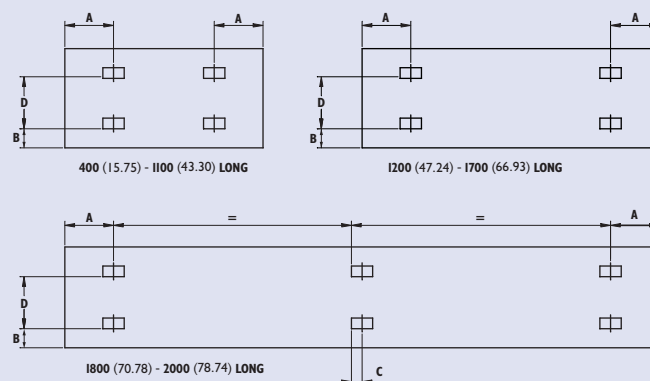 A A A A
D D
B B
400 (15.75) - 1100 (43.30) LONG 1200 (47.24) - 1700 (66.93) LONG
A = = A
D
B
1800 (70.78) - 2000 (78.74) LONG
C